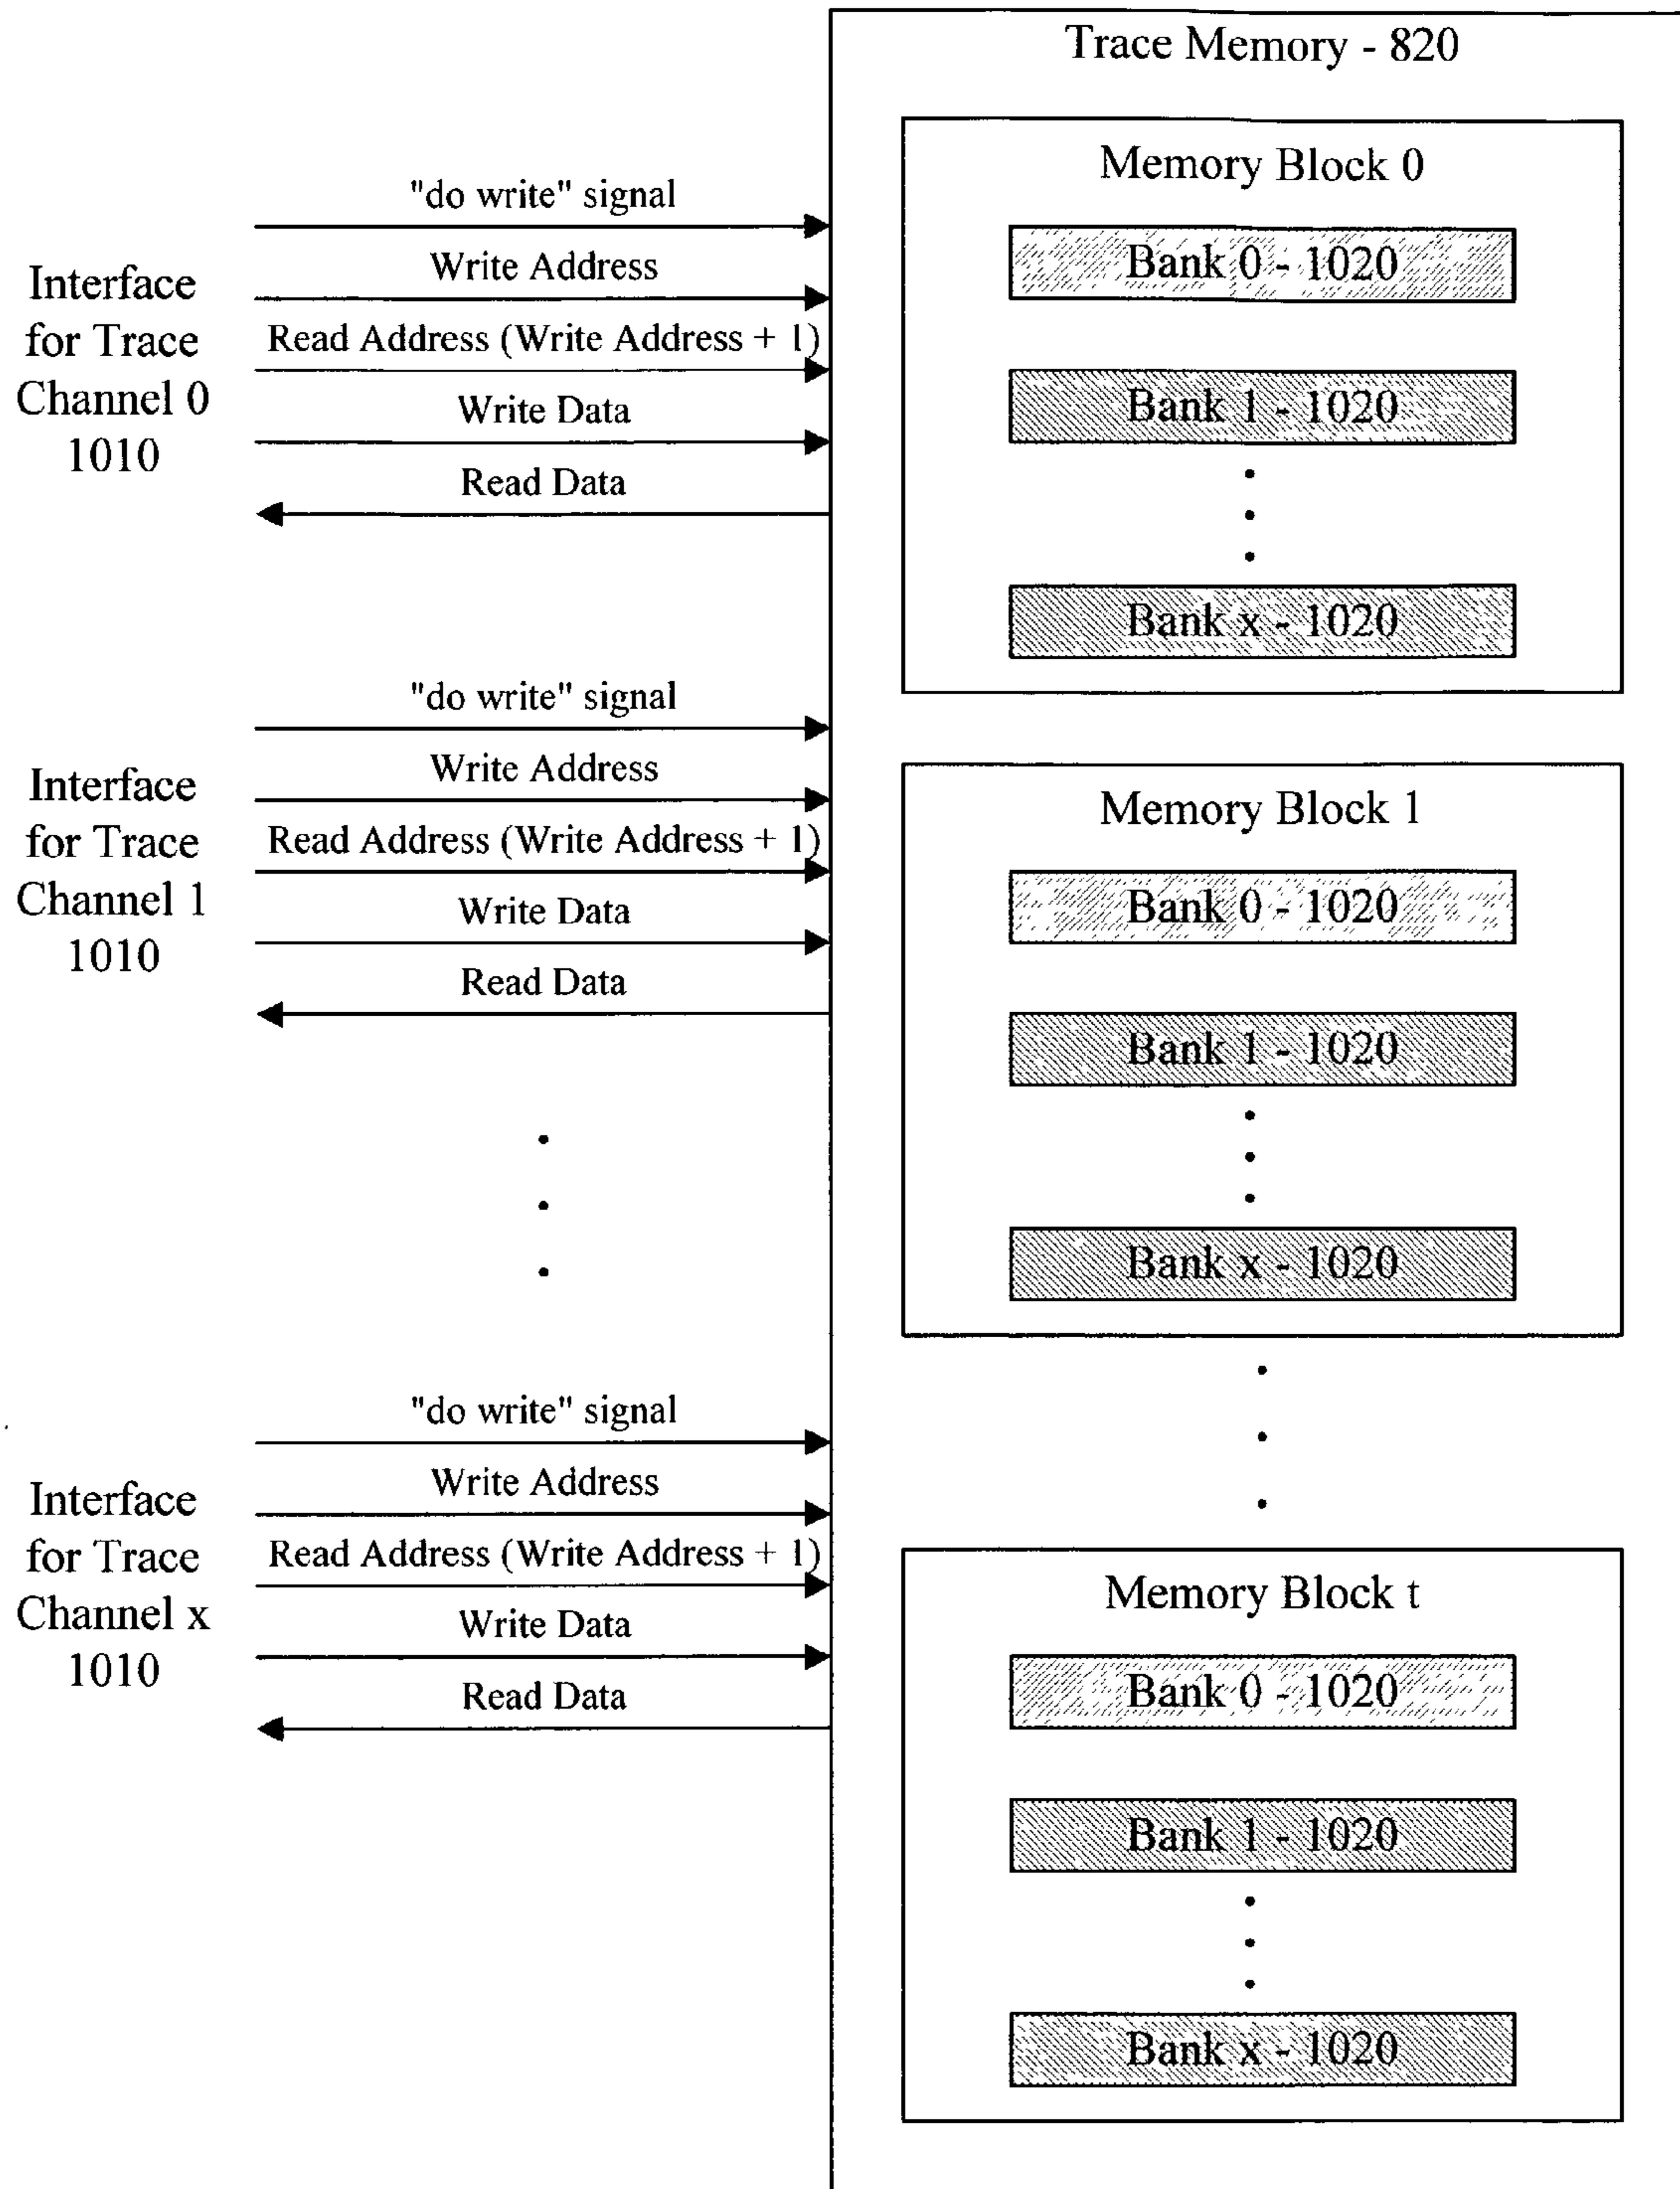 Trace Memory - 820
Memory Block 0
Bank 0 - 1020
Bank 1 - 1020
Bank x - 1020
"do write" signal
Write Address
Read Address (Write Address + 1)
Write Data
Read Data
Interface
for Trace
Channel 0
1010
"do write" signal
Write Address
Read Address (Write Address + 1)
Write Data
Read Data
Interface
for Trace
Channel 1
1010
Memory Block 1
Bank 0 - 1020
Bank 1 - 1020
Bank x - 1020
"do write" signal
Write Address
Read Address (Write Address + 1)
Write Data
Read Data
Interface
for Trace
Channel x
1010
Memory Block t
Bank 0 - 1020
Bank 1 - 1020
Bank x - 1020